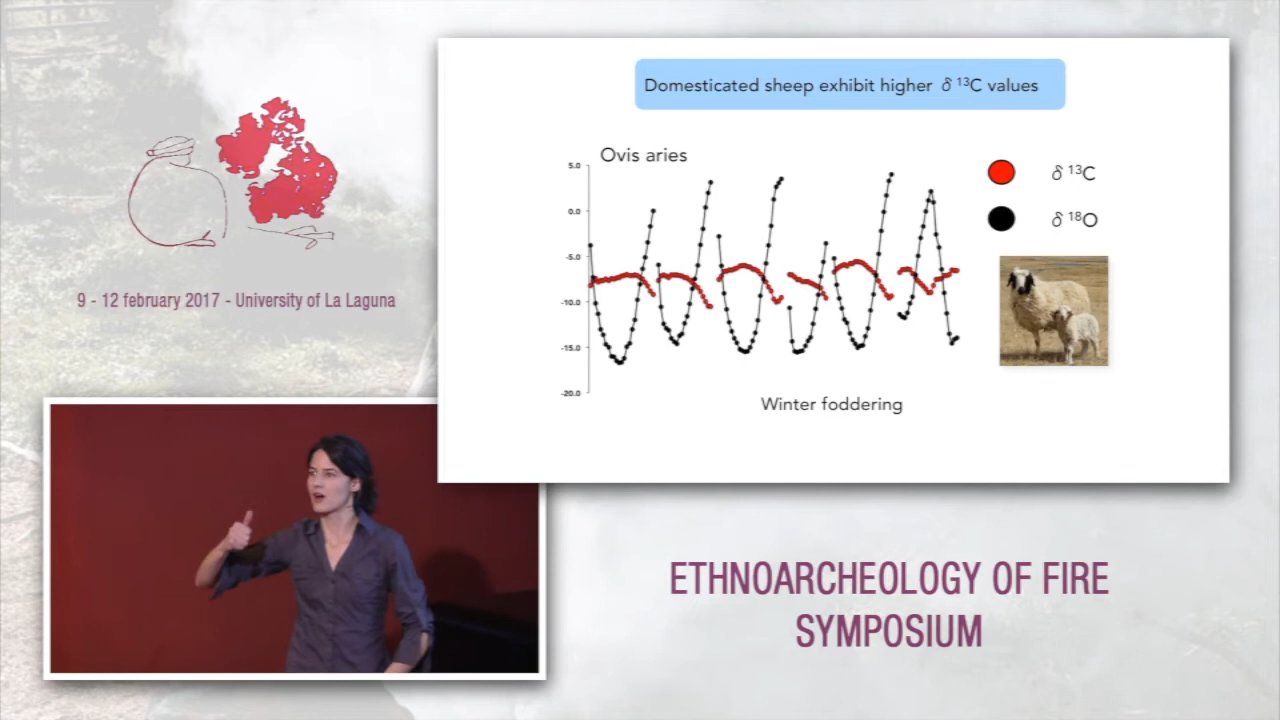 9 - 12 february 2017 - University of La Laguna
Domesticated sheep exhibit higher δ ¹³C values
Ovis aries
5.0
0.0
-5.0
-10.0
-15.0
-20.0
δ ¹³C
δ ¹⁸O
Winter foddering
ETHNOARCHEOLOGY OF FIRE
SYMPOSIUM